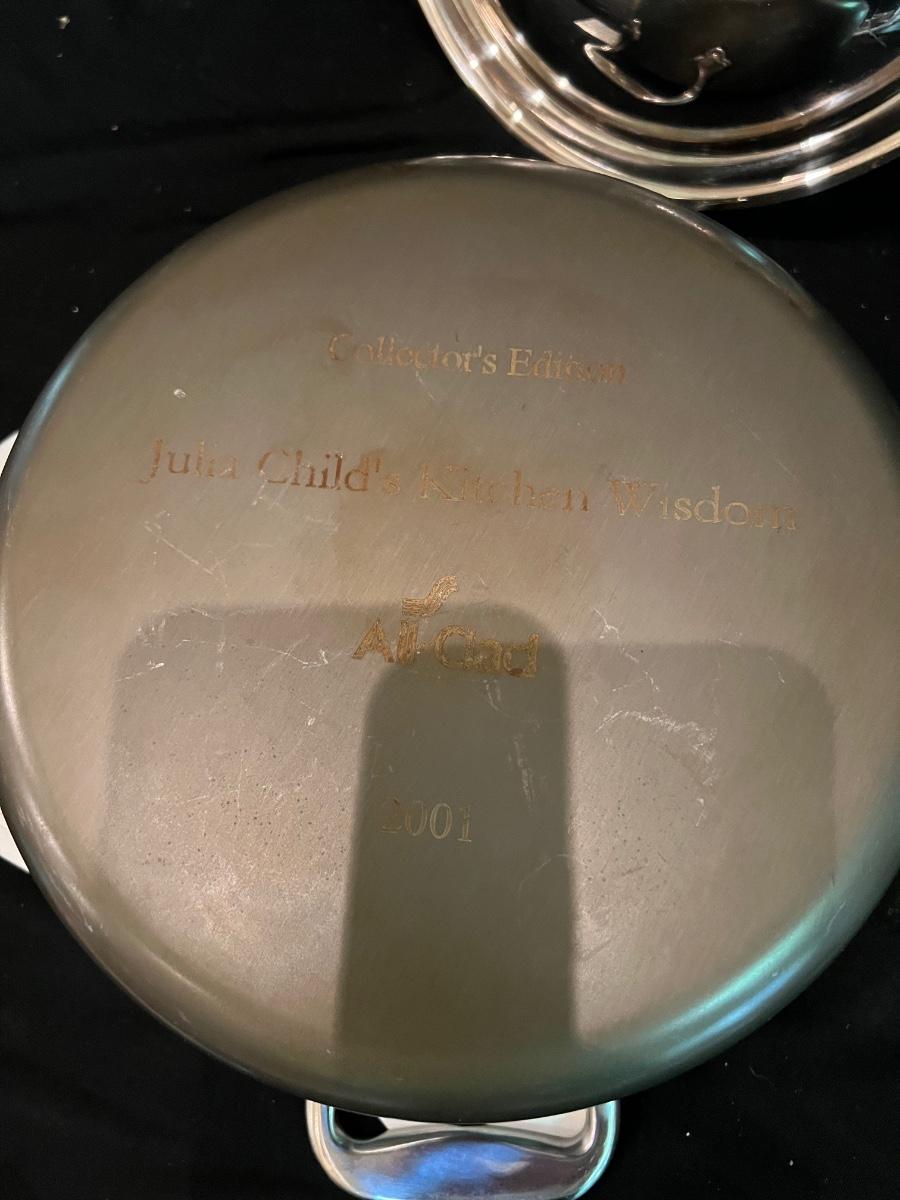 Collector's Edition
Julia Child's Kitchen Wisdom
All-Clad
2001